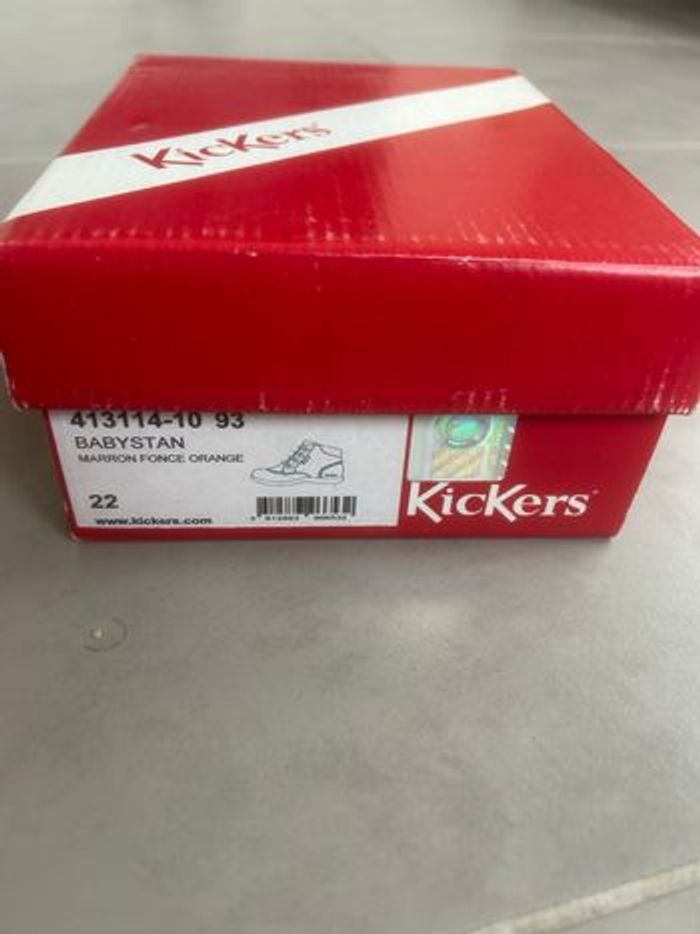 KicKers
413114-10 93
BABYSTAN
MARRON FONCE ORANGE
22
www.kickers.com
KicKers